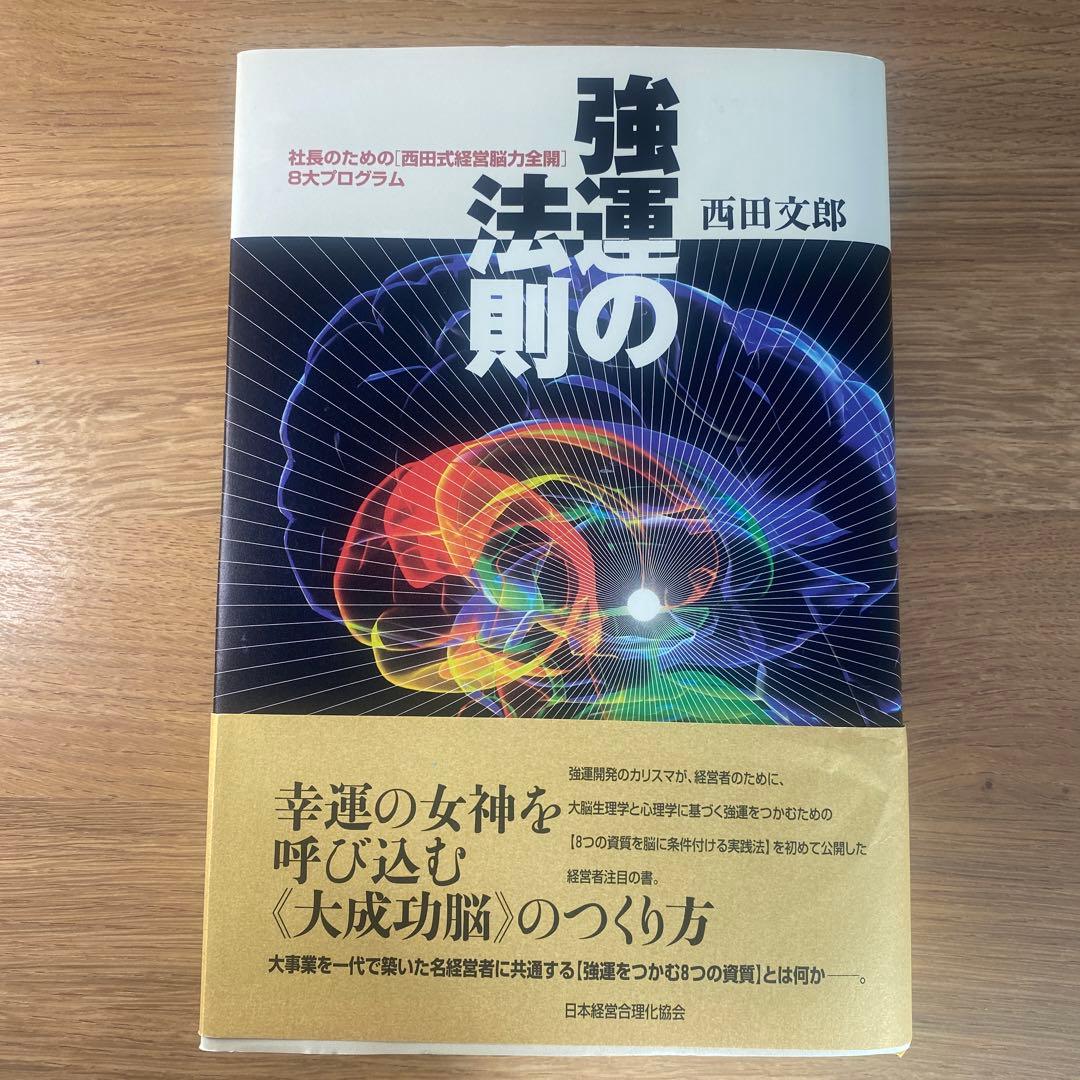 強運の
法則
社長のための[西田式経営脳力全開]
8大プログラム
西田文郎
幸運の女神を
呼び込む
《大成功脳》のつくり方
強運開発のカリスマが、経営者のために、
大脳生理学と心理学に基づく強運をつかむための
【8つの資質を脳に条件付ける実践法】を初めて公開した
経営者注目の書。
大事業を一代で築いた名経営者に共通する【強運をつかむ8つの資質】とは何か――。
日本経営合理化協会